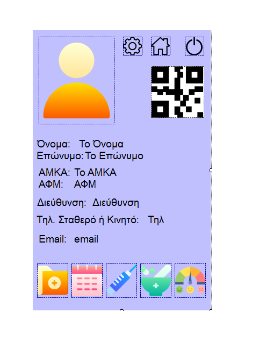 Όνομα: Το Όνομα
Επώνυμο: Το Επώνυμο
ΑΜΚΑ: Το ΑΜΚΑ
ΑΦΜ: ΑΦΜ
Διεύθυνση: Διεύθυνση
Τηλ. Σταθερό ή Κινητό: Τηλ
Email: email